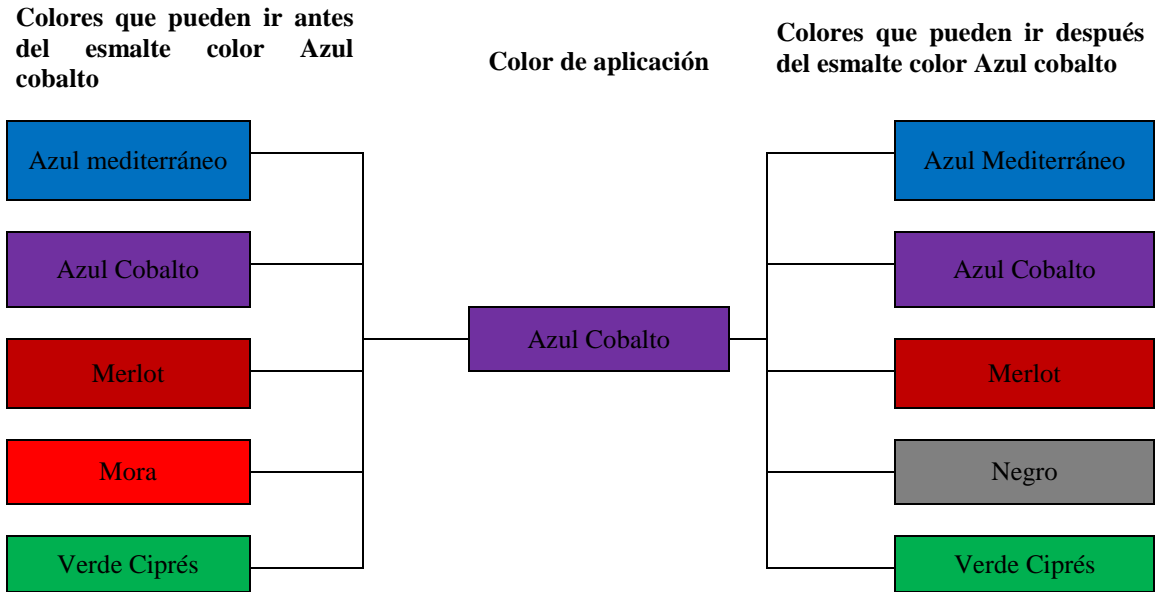 Colores que pueden ir antes
del esmalte color Azul
cobalto
Color de aplicación
Colores que pueden ir después
del esmalte color Azul cobalto
Azul mediterráneo
Azul Cobalto
Merlot
Mora
Verde Ciprés
Azul Cobalto
Azul Mediterráneo
Azul Cobalto
Merlot
Negro
Verde Ciprés